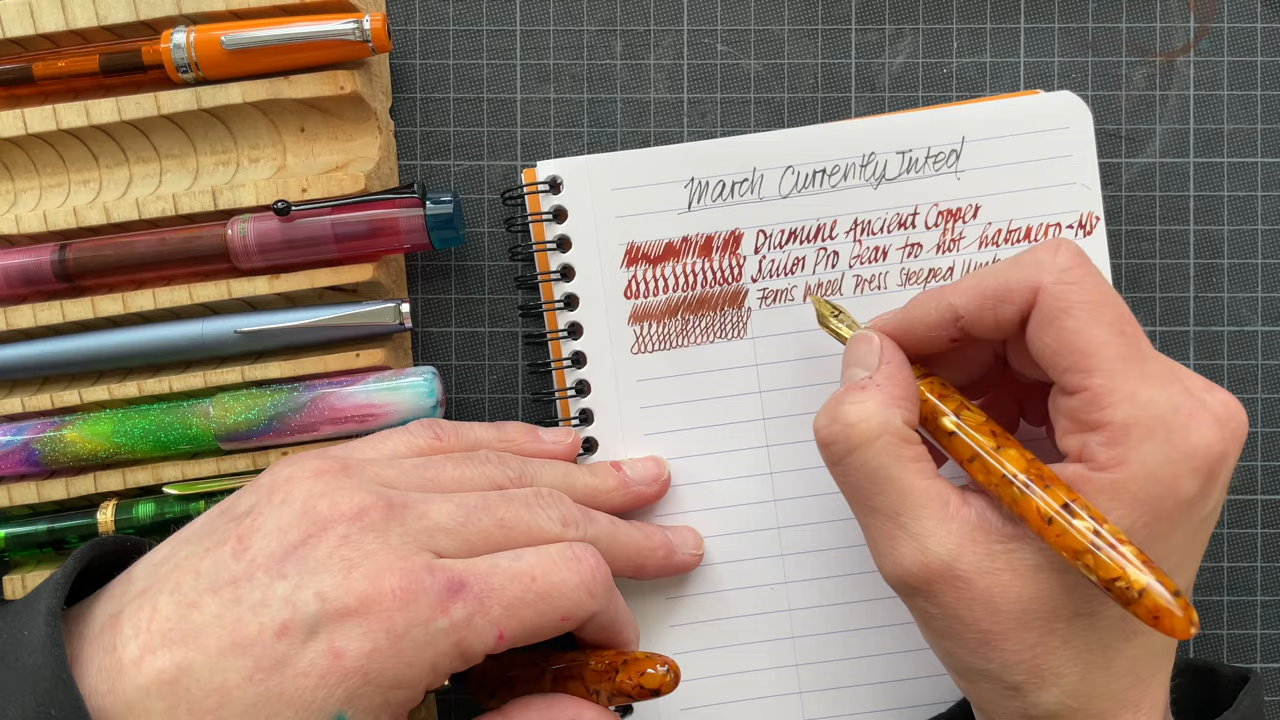 March Currently Inked
Diamine Ancient Copper
Sailor Pro Gear too hot habanero <MS>
Ferris Wheel Press Steeped